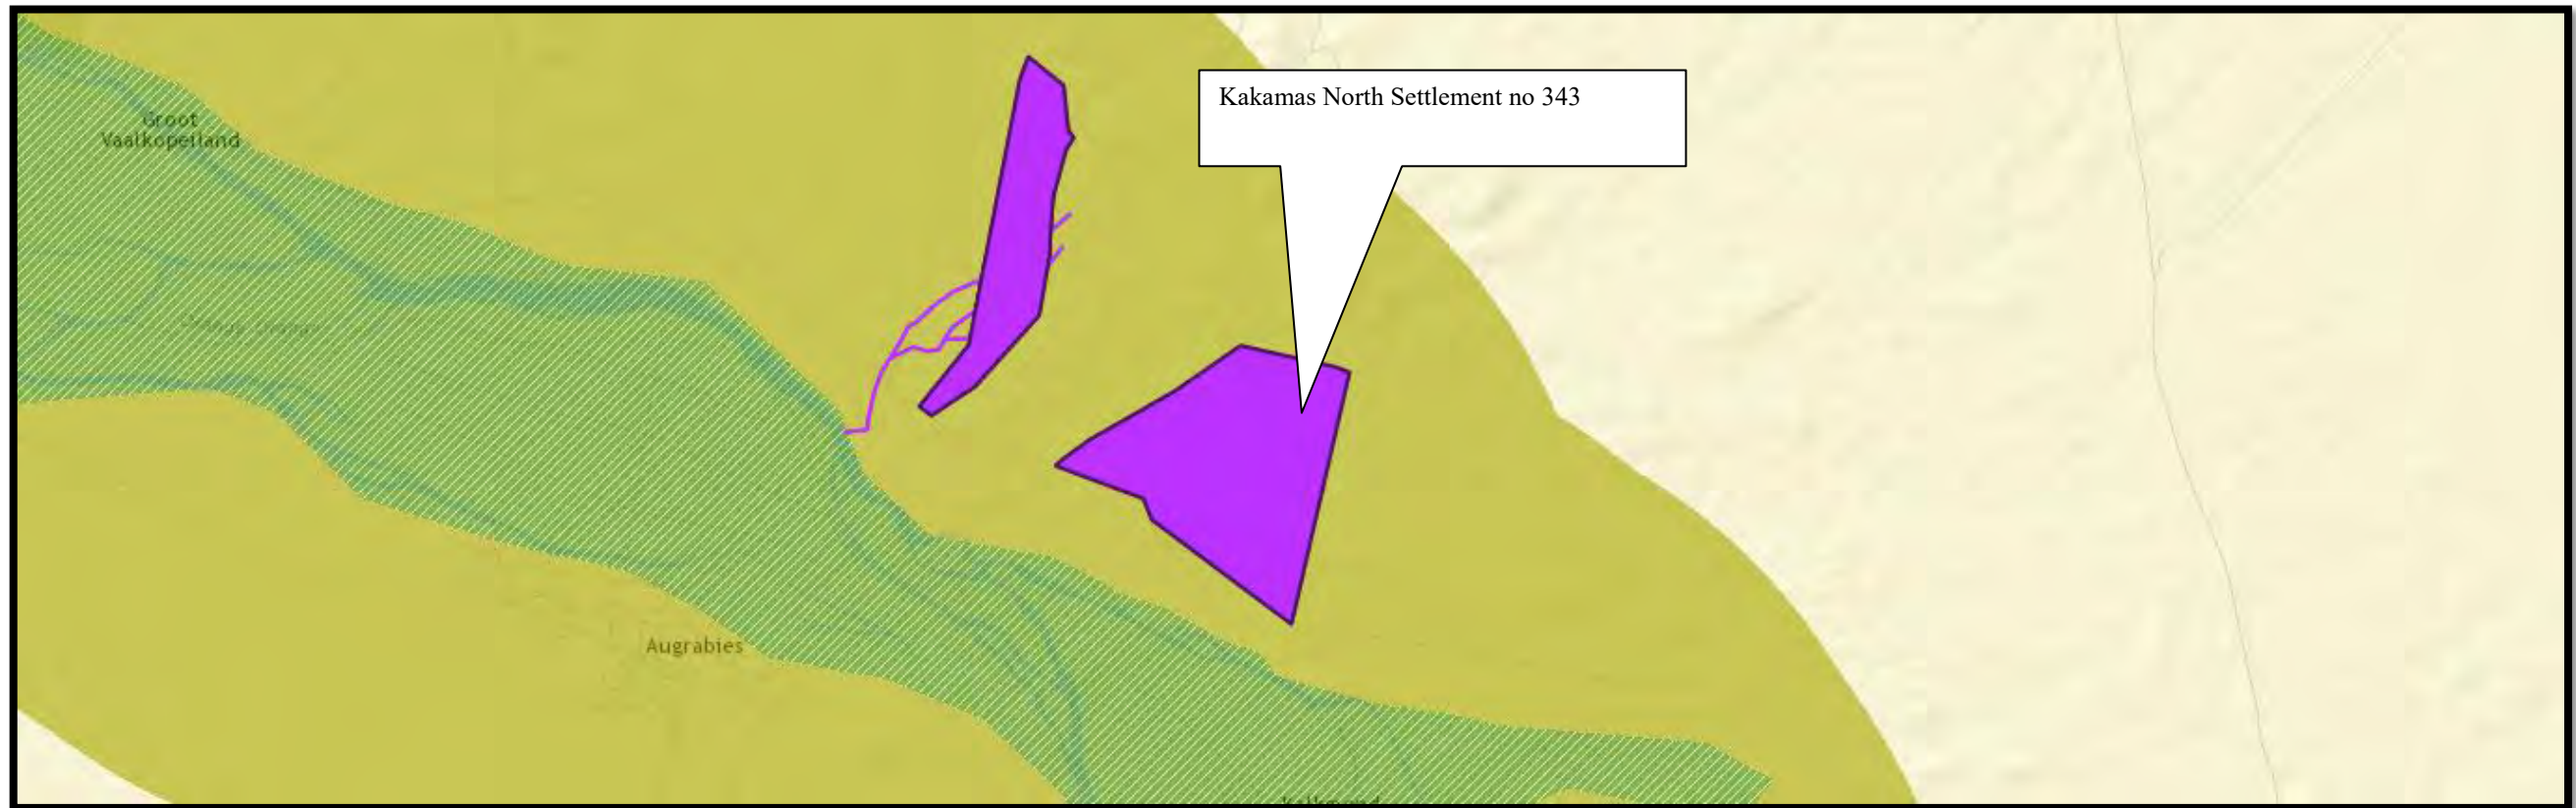 Kakamas North Settlement no 343
Groot
Vaalkopeiland
Augrabies